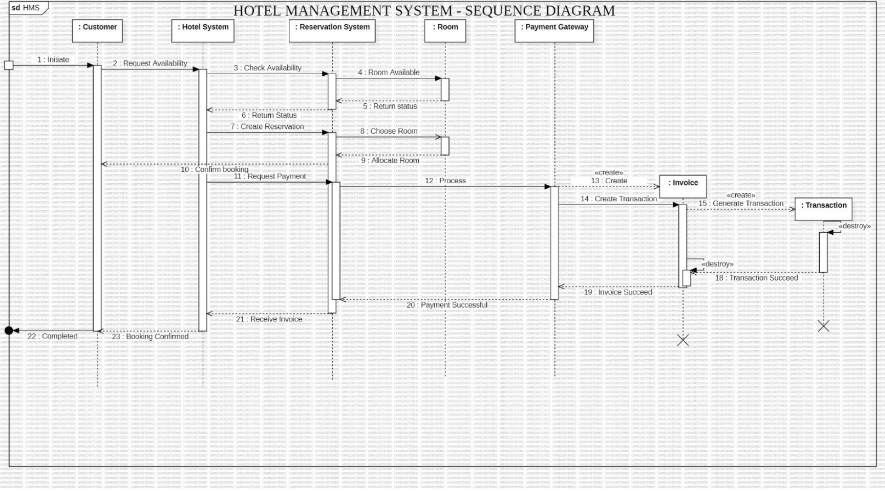 sd HMS
HOTEL MANAGEMENT SYSTEM - SEQUENCE DIAGRAM
: Customer
: Hotel System
: Reservation System
: Room
: Payment Gateway
1 : Initiate
2 : Request Availability
3 : Check Availability
4 : Room Available
5 : Return status
6 : Return Status
7 : Create Reservation
8 : Choose Room
9 : Allocate Room
10 : Confirm booking
11 : Request Payment
12 : Process
«create»
13 : Create
: Invoice
14 : Create Transaction
«create»
15 : Generate Transaction
: Transaction
«destroy»
«destroy»
18 : Transaction Succeed
19 : Invoice Succeed
20 : Payment Successful
21 : Receive Invoice
22 : Completed
23 : Booking Confirmed